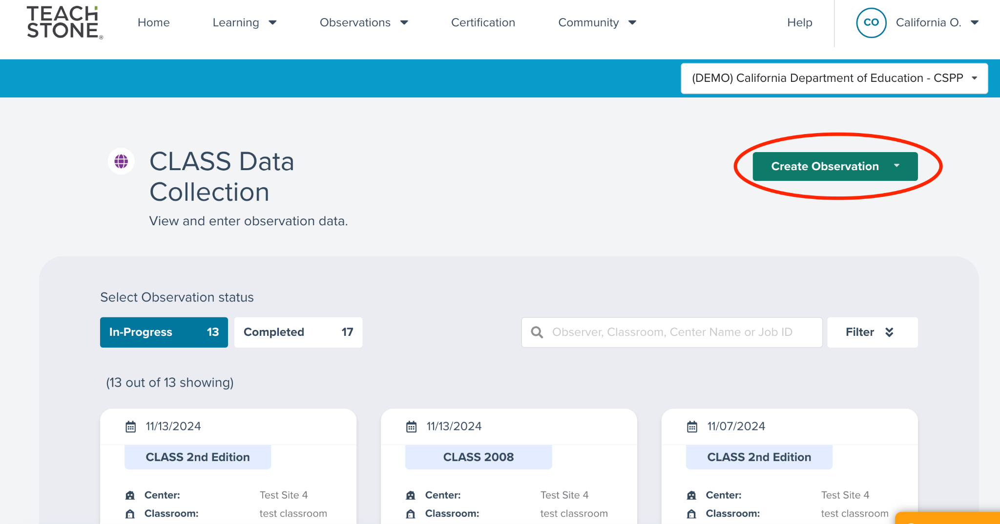 TEACH
STONE®
Home
Learning
Observations
Certification
Community
Help
CO
California O.
(DEMO) California Department of Education - CSPP
CLASS Data
Collection
View and enter observation data.
Create Observation
Select Observation status
In-Progress 13
Completed 17
Observer, Classroom, Center Name or Job ID
Filter
(13 out of 13 showing)
11/13/2024
CLASS 2nd Edition
Center: Test Site 4
Classroom: test classroom
11/13/2024
CLASS 2008
Center: Test Site 4
Classroom: test classroom
11/07/2024
CLASS 2nd Edition
Center: Test Site 4
Classroom: test classroom